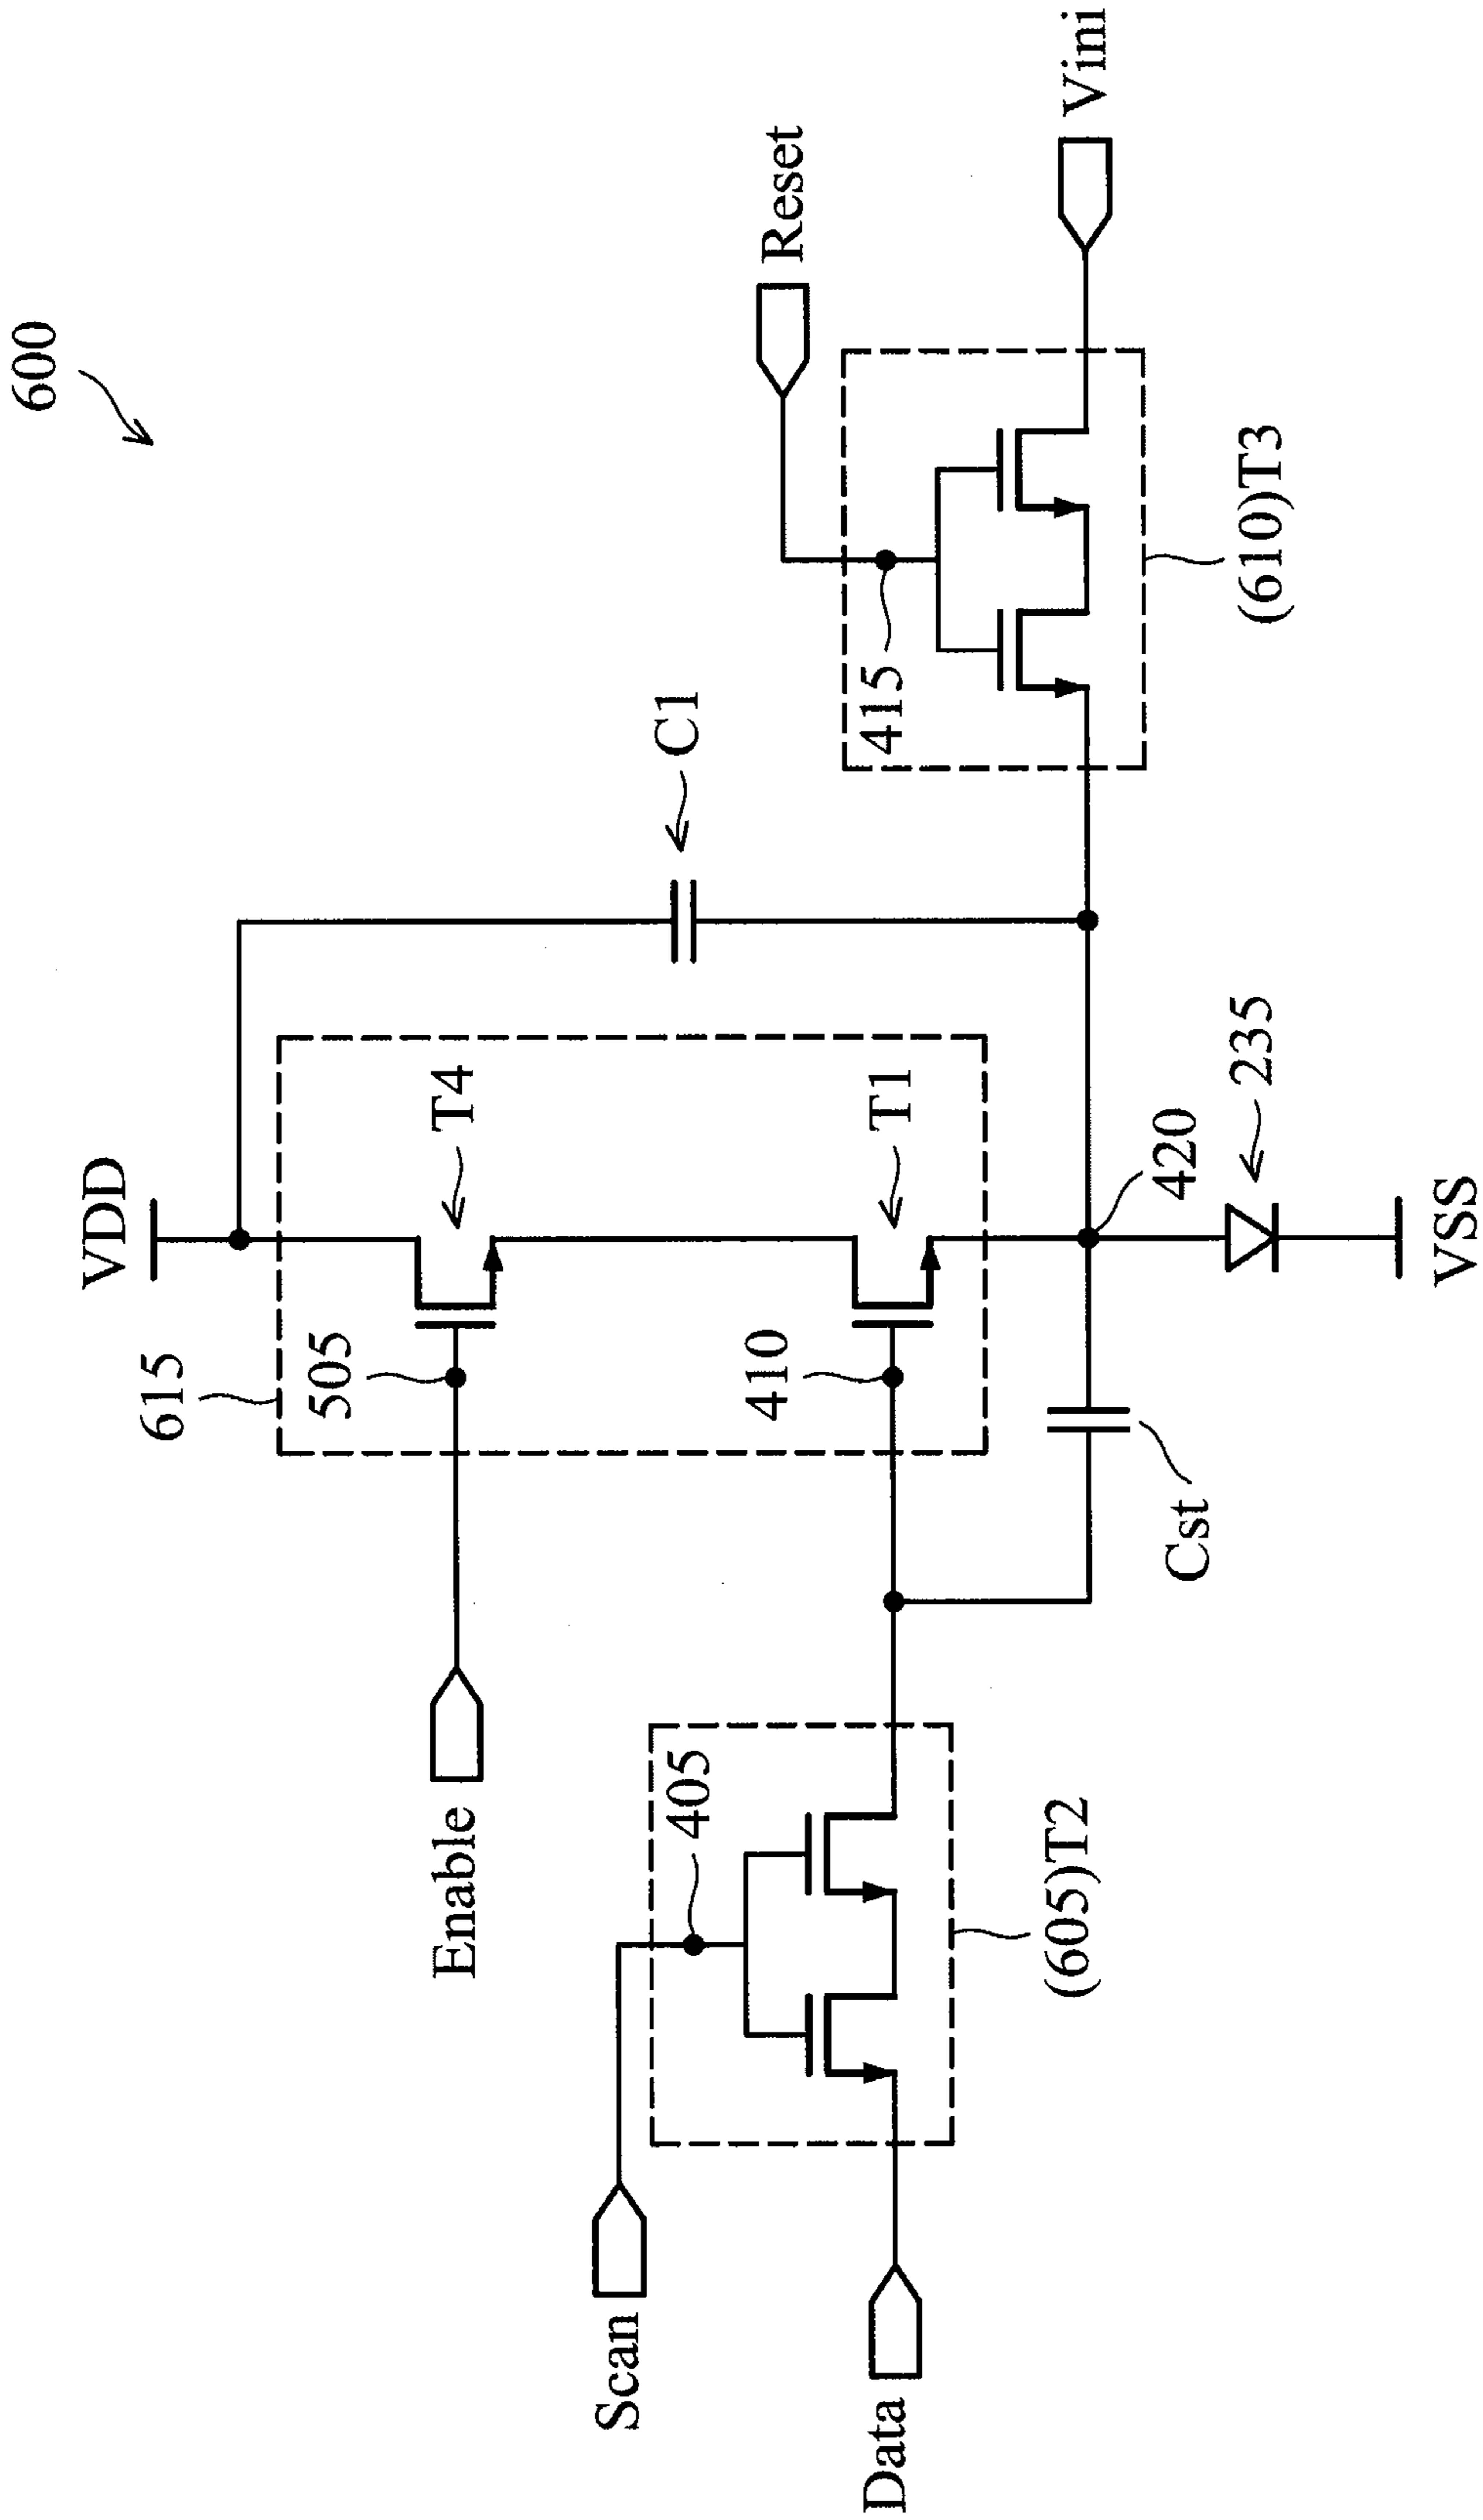 600
VDD
615
T4
505
Enable
C1
Reset
Scan
405
410
T1
415
Vini
Data
420
235
(605)T2
Cst
(610)T3
VSS